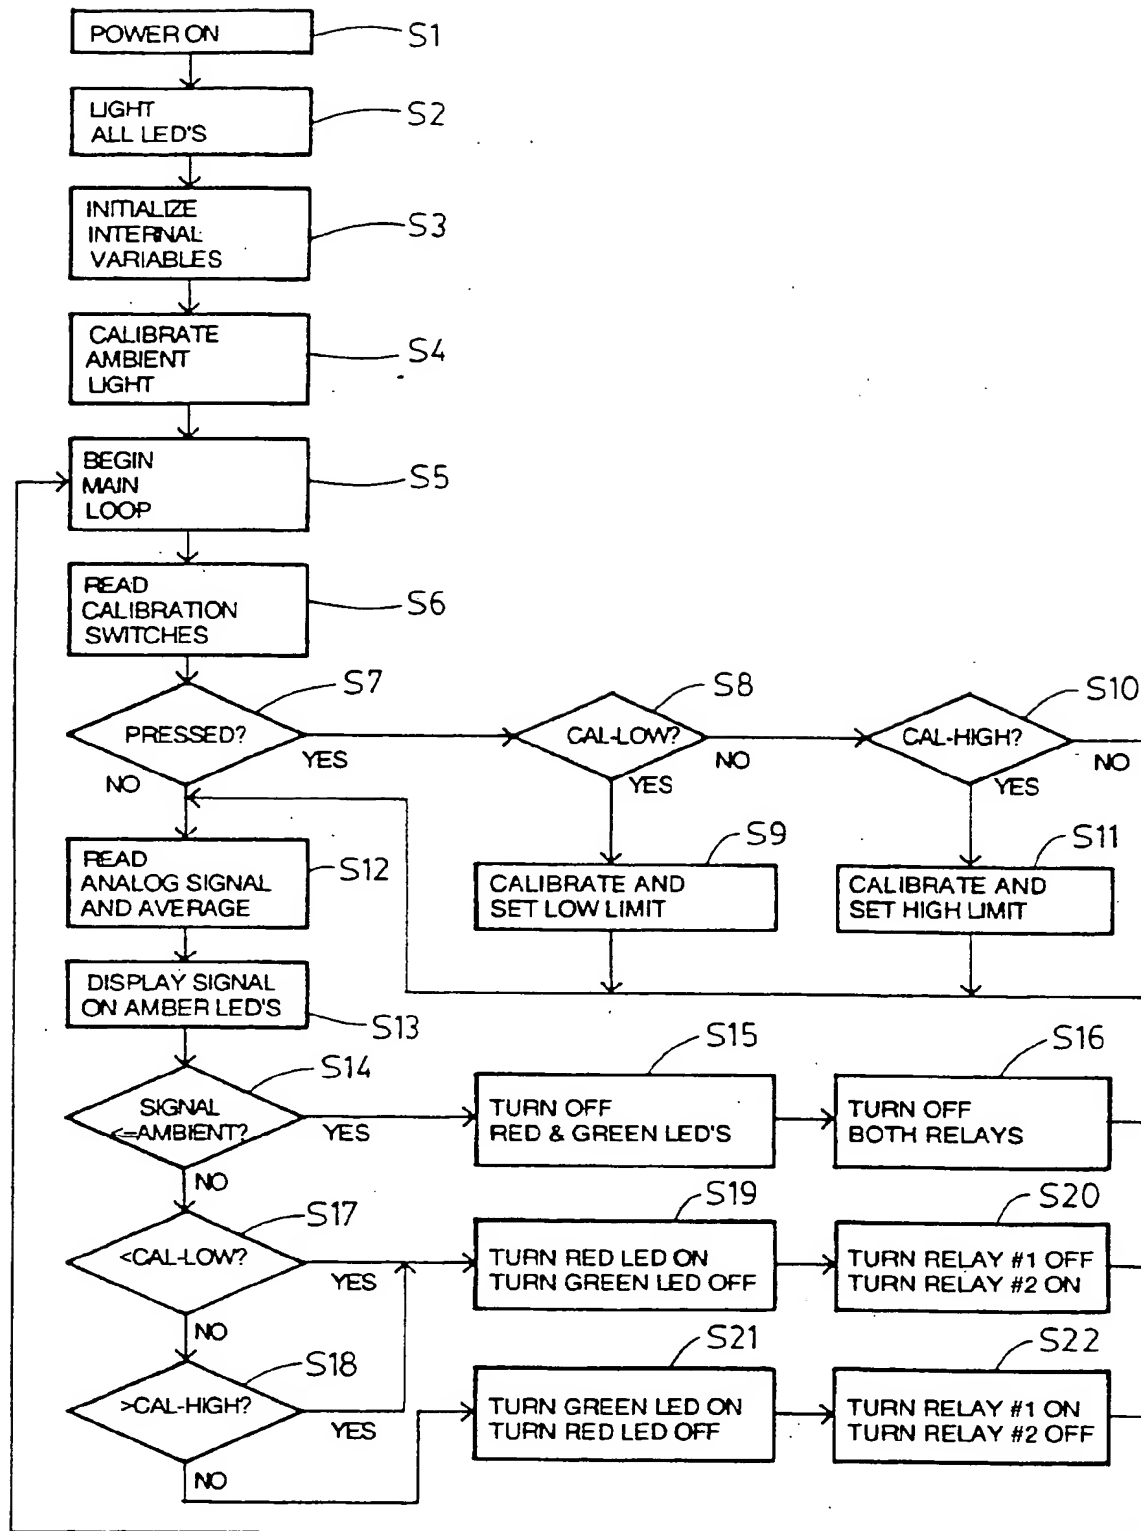 POWER ON
S1
LIGHT
ALL LED'S
S2
INITIALIZE
INTERNAL
VARIABLES
S3
CALIBRATE
AMBIENT
LIGHT
S4
BEGIN
MAIN
LOOP
S5
READ
CALIBRATION
SWITCHES
S6
PRESSED?
S7
YES
NO
CAL-LOW?
S8
NO
YES
CAL-HIGH?
S10
NO
YES
CALIBRATE AND
SET LOW LIMIT
S9
CALIBRATE AND
SET HIGH LIMIT
S11
READ
ANALOG SIGNAL
AND AVERAGE
S12
DISPLAY SIGNAL
ON AMBER LED'S
S13
SIGNAL
<=AMBIENT?
S14
YES
NO
TURN OFF
RED & GREEN LED'S
S15
TURN OFF
BOTH RELAYS
S16
<CAL-LOW?
S17
YES
NO
TURN RED LED ON
TURN GREEN LED OFF
S19
TURN RELAY #1 OFF
TURN RELAY #2 ON
S20
>CAL-HIGH?
S18
YES
NO
TURN GREEN LED ON
TURN RED LED OFF
S21
TURN RELAY #1 ON
TURN RELAY #2 OFF
S22